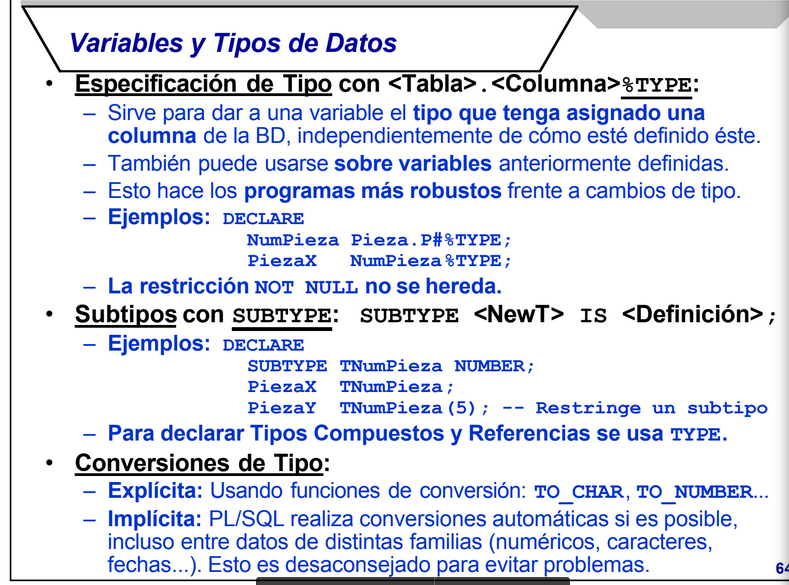 Variables y Tipos de Datos
• Especificación de Tipo con <Tabla>.<Columna>%TYPE:
– Sirve para dar a una variable el tipo que tenga asignado una
columna de la BD, independientemente de cómo esté definido éste.
– También puede usarse sobre variables anteriormente definidas.
– Esto hace los programas más robustos frente a cambios de tipo.
– Ejemplos: DECLARE
NumPieza Pieza.P#%TYPE;
PiezaX NumPieza%TYPE;
– La restricción NOT NULL no se hereda.
• Subtipos con SUBTYPE: SUBTYPE <NewT> IS <Definición>;
– Ejemplos: DECLARE
SUBTYPE TNumPieza NUMBER;
PiezaX TNumPieza;
PiezaY TNumPieza(5); -- Restringe un subtipo
– Para declarar Tipos Compuestos y Referencias se usa TYPE.
• Conversiones de Tipo:
– Explícita: Usando funciones de conversión: TO_CHAR, TO_NUMBER...
– Implícita: PL/SQL realiza conversiones automáticas si es posible,
incluso entre datos de distintas familias (numéricos, caracteres,
fechas...). Esto es desaconsejado para evitar problemas.
64